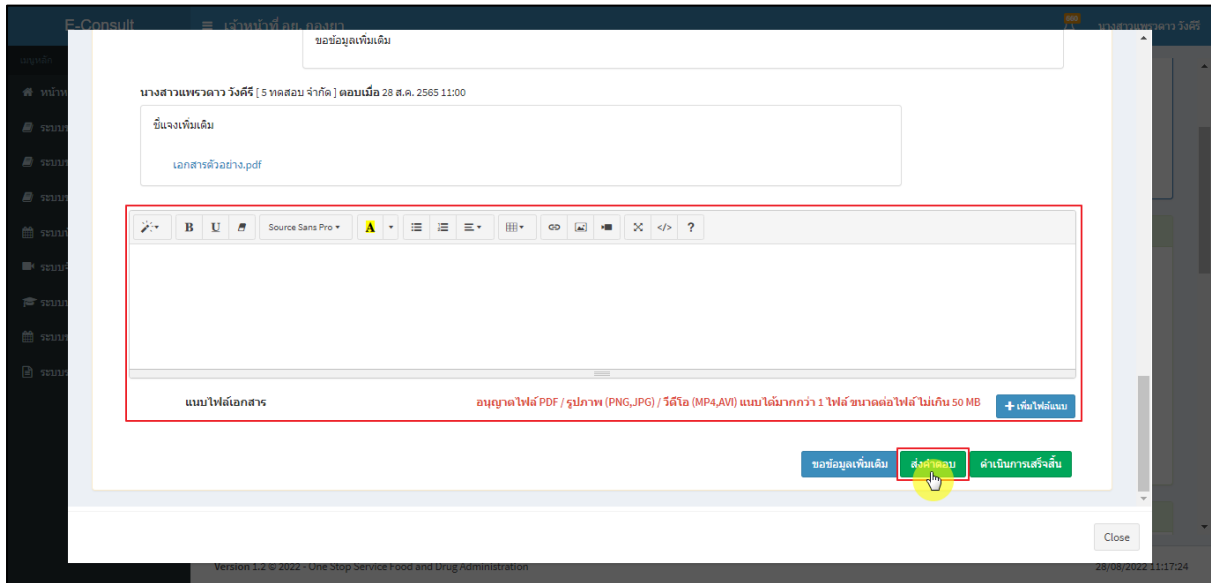 E-Consult
เจ้าหน้าที่ อย. กองยา
นางสาวแพรวดาว วังคีรี
เมนูหลัก
ขอข้อมูลเพิ่มเติม
นางสาวแพรวดาว วังคีรี [ 5 ทดสอบ จำกัด ] ตอบเมื่อ 28 ส.ค. 2565 11:00
ชี้แจงเพิ่มเติม
เอกสารตัวอย่าง.pdf
B U Source Sans Pro A </> ?
แนบไฟล์เอกสาร
อนุญาตไฟล์ PDF / รูปภาพ (PNG,JPG) / วีดีโอ (MP4,AVI) แนบได้มากกว่า 1 ไฟล์ ขนาดต่อไฟล์ ไม่เกิน 50 MB
+ เพิ่มไฟล์แนบ
ขอข้อมูลเพิ่มเติม ส่งคำตอบ ดำเนินการเสร็จสิ้น
Close
Version 1.2 © 2022 - One Stop Service Food and Drug Administration
28/08/2022 11:17:24